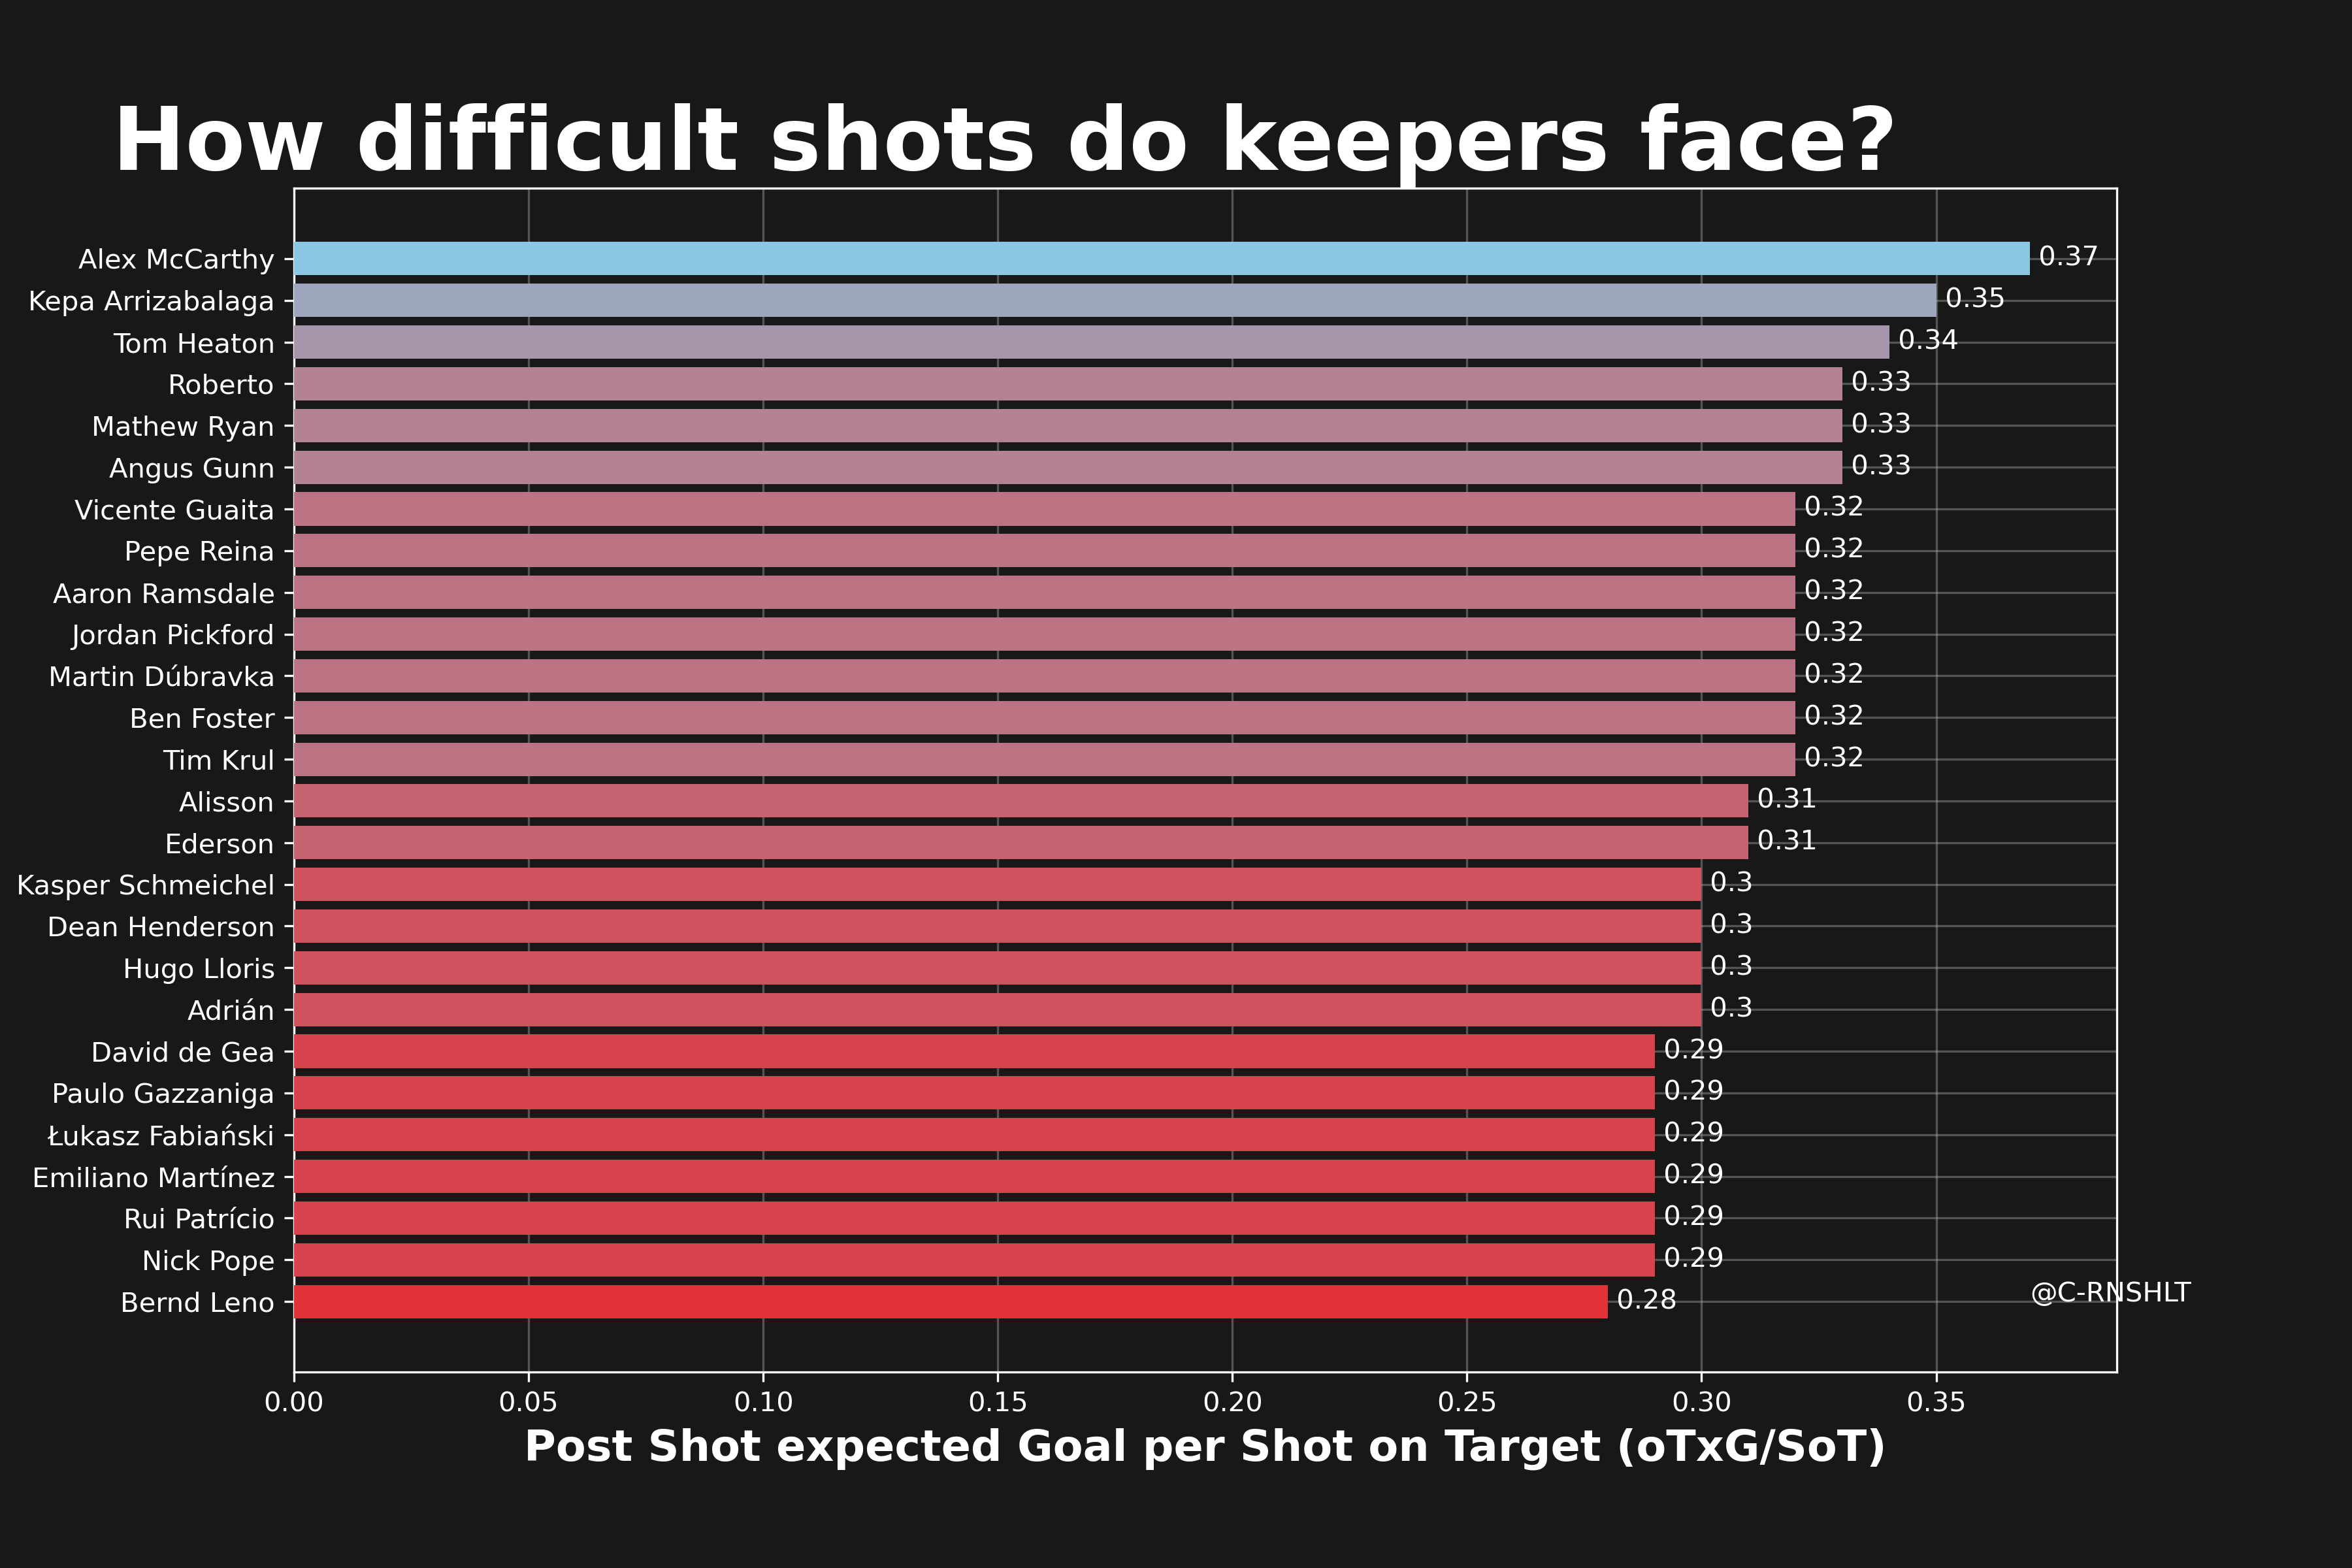 How difficult shots do keepers face?
Alex McCarthy 0.37
Kepa Arrizabalaga 0.35
Tom Heaton 0.34
Roberto 0.33
Mathew Ryan 0.33
Angus Gunn 0.33
Vicente Guaita 0.32
Pepe Reina 0.32
Aaron Ramsdale 0.32
Jordan Pickford 0.32
Martin Dúbravka 0.32
Ben Foster 0.32
Tim Krul 0.32
Alisson 0.31
Ederson 0.31
Kasper Schmeichel 0.3
Dean Henderson 0.3
Hugo Lloris 0.3
Adrián 0.3
David de Gea 0.29
Paulo Gazzaniga 0.29
Łukasz Fabiański 0.29
Emiliano Martínez 0.29
Rui Patrício 0.29
Nick Pope 0.29
Bernd Leno 0.28 @C-RNSHLT
0.00 0.05 0.10 0.15 0.20 0.25 0.30 0.35
Post Shot expected Goal per Shot on Target (oTxG/SoT)